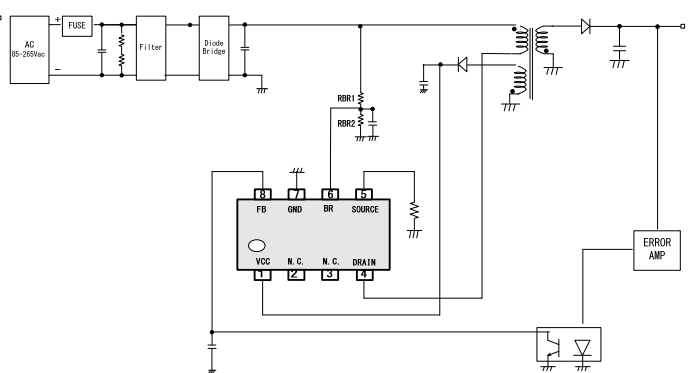 +
FUSE
AC
85-265Vac
Filter
Diode
Bridge
−
RBR1
RBR2
8 7 6 5
FB GND BR SOURCE
VCC N.C. N.C. DRAIN
1 2 3 4
ERROR
AMP